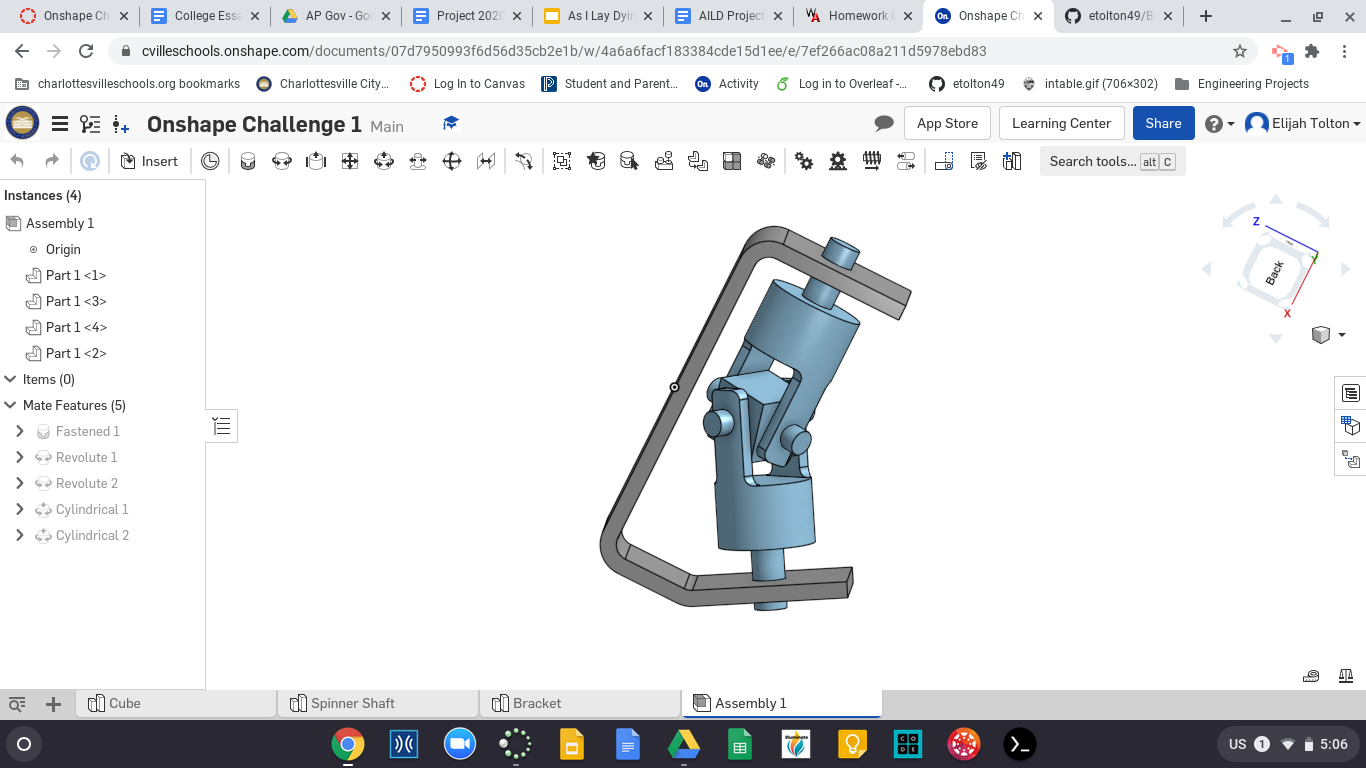 Onshape Ch
College Essa
AP Gov - Go
Project 2020
As I Lay Dyin
AILD Project
Homework
Onshape Ch
etolton49/B
cvilleschools.onshape.com/documents/07d7950993f6d56d35cb2e1b/w/4a6a6facf183384cde15d1ee/e/7ef266ac08a211d5978ebd83
1
charlottesvilleschools.org bookmarks
Charlottesville City...
Log In to Canvas
Student and Parent...
Activity
Log in to Overleaf -...
etolton49
intable.gif (706×302)
Engineering Projects
Onshape Challenge 1 Main
App Store
Learning Center
Share
Elijah Tolton
Insert
Search tools... alt C
Instances (4)
Assembly 1
Origin
Part 1 <1>
Part 1 <3>
Part 1 <4>
Part 1 <2>
Items (0)
Mate Features (5)
Fastened 1
Revolute 1
Revolute 2
Cylindrical 1
Cylindrical 2
Z
Y
Back
X
Cube
Spinner Shaft
Bracket
Assembly 1
US 1 5:06